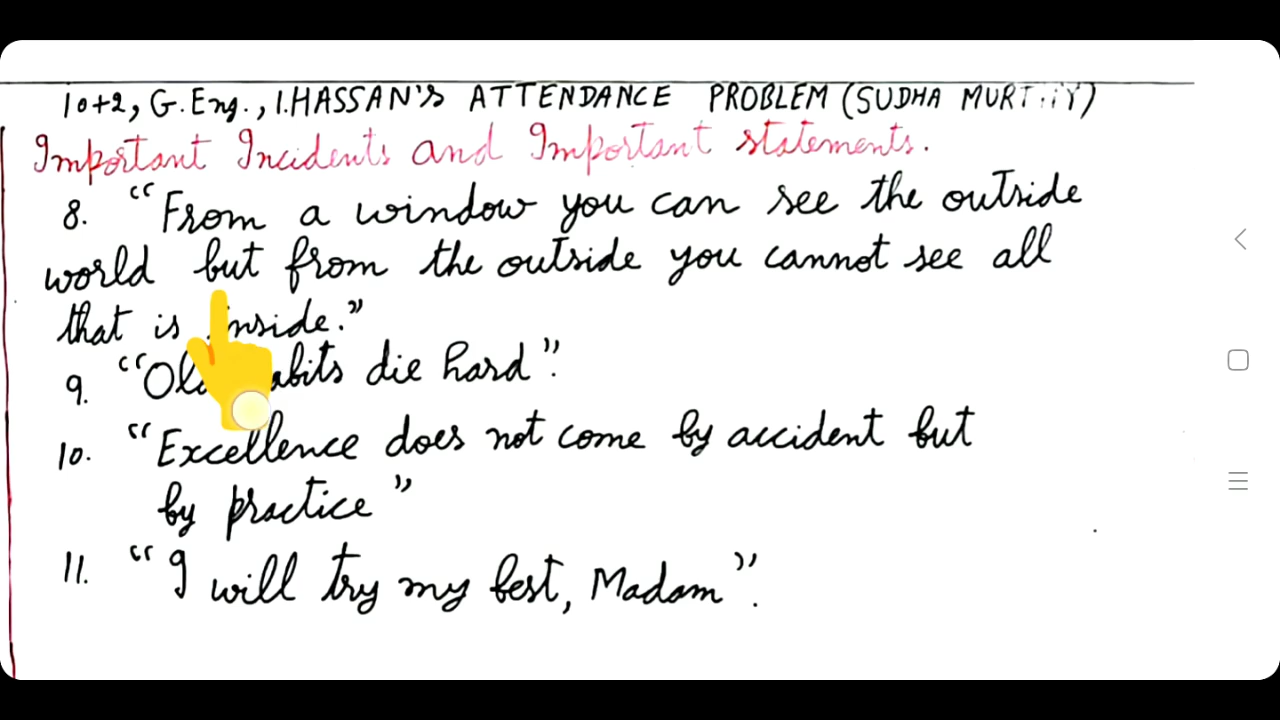 10+2, G.Eng., 1.HASSAN'S ATTENDANCE PROBLEM (SUDHA MURTHY)
Important Incidents and Important statements.
8. "From a window you can see the outside
world but from the outside you cannot see all
that is inside."
9. "Old habits die hard".
10. "Excellence does not come by accident but
by practice"
11. "I will try my best, Madam".